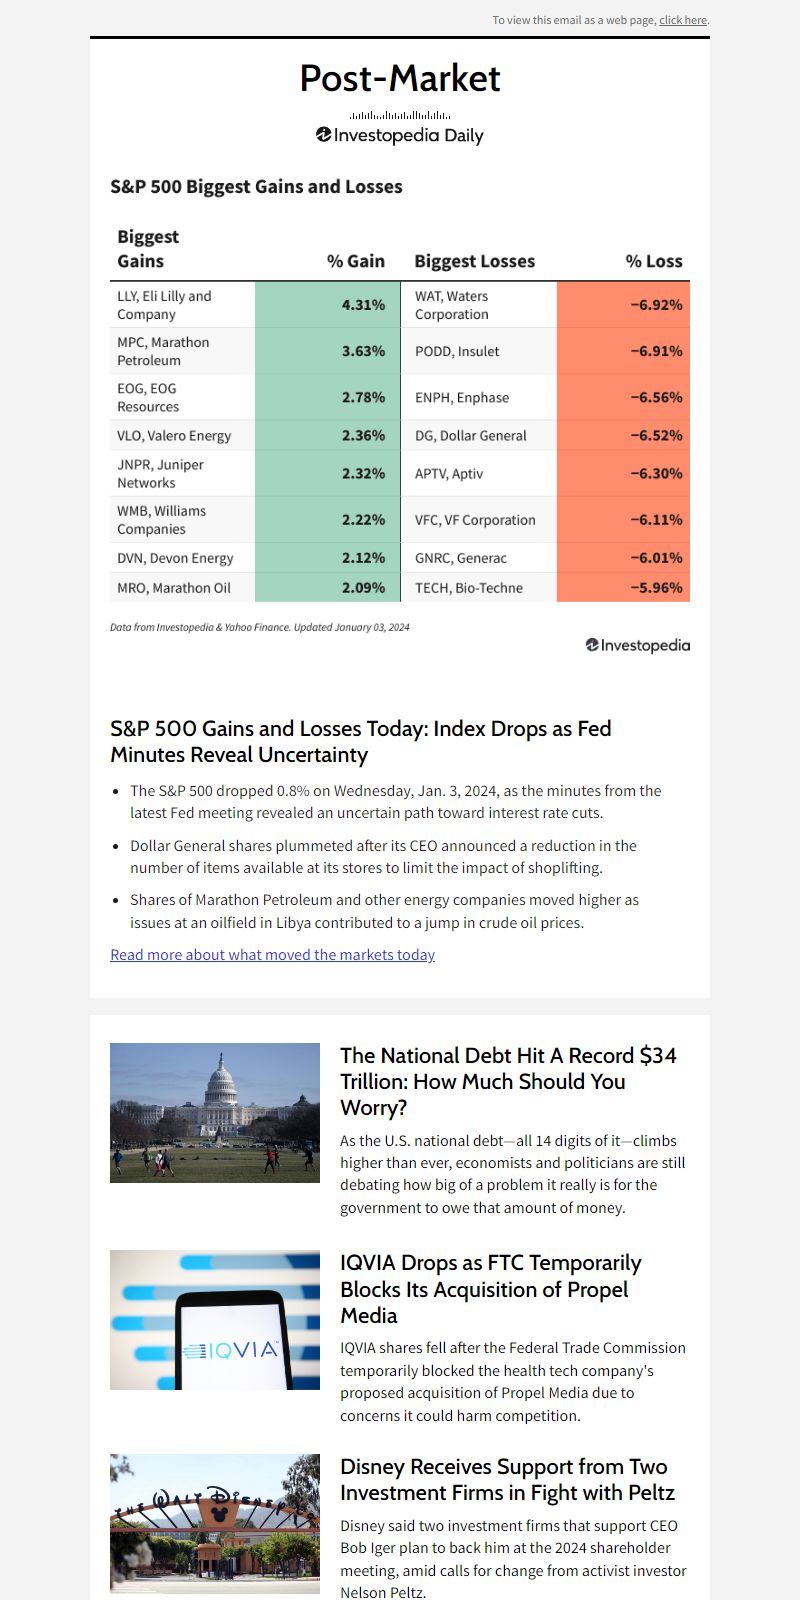 To view this email as a web page, click here.
Post-Market
Investopedia Daily
S&P 500 Biggest Gains and Losses
Biggest
Gains % Gain Biggest Losses % Loss
LLY, Eli Lilly and
Company 4.31% WAT, Waters
Corporation −6.92%
MPC, Marathon
Petroleum 3.63% PODD, Insulet −6.91%
EOG, EOG
Resources 2.78% ENPH, Enphase −6.56%
VLO, Valero Energy 2.36% DG, Dollar General −6.52%
JNPR, Juniper
Networks 2.32% APTV, Aptiv −6.30%
WMB, Williams
Companies 2.22% VFC, VF Corporation −6.11%
DVN, Devon Energy 2.12% GNRC, Generac −6.01%
MRO, Marathon Oil 2.09% TECH, Bio-Techne −5.96%
Data from Investopedia & Yahoo Finance. Updated January 03, 2024
Investopedia
S&P 500 Gains and Losses Today: Index Drops as Fed
Minutes Reveal Uncertainty
• The S&P 500 dropped 0.8% on Wednesday, Jan. 3, 2024, as the minutes from the
latest Fed meeting revealed an uncertain path toward interest rate cuts.
• Dollar General shares plummeted after its CEO announced a reduction in the
number of items available at its stores to limit the impact of shoplifting.
• Shares of Marathon Petroleum and other energy companies moved higher as
issues at an oilfield in Libya contributed to a jump in crude oil prices.
Read more about what moved the markets today
The National Debt Hit A Record $34
Trillion: How Much Should You
Worry?
As the U.S. national debt—all 14 digits of it—climbs
higher than ever, economists and politicians are still
debating how big of a problem it really is for the
government to owe that amount of money.
IQVIA
IQVIA Drops as FTC Temporarily
Blocks Its Acquisition of Propel
Media
IQVIA shares fell after the Federal Trade Commission
temporarily blocked the health tech company's
proposed acquisition of Propel Media due to
concerns it could harm competition.
THE WALT DISNEY CO
Disney Receives Support from Two
Investment Firms in Fight with Peltz
Disney said two investment firms that support CEO
Bob Iger plan to back him at the 2024 shareholder
meeting, amid calls for change from activist investor
Nelson Peltz.